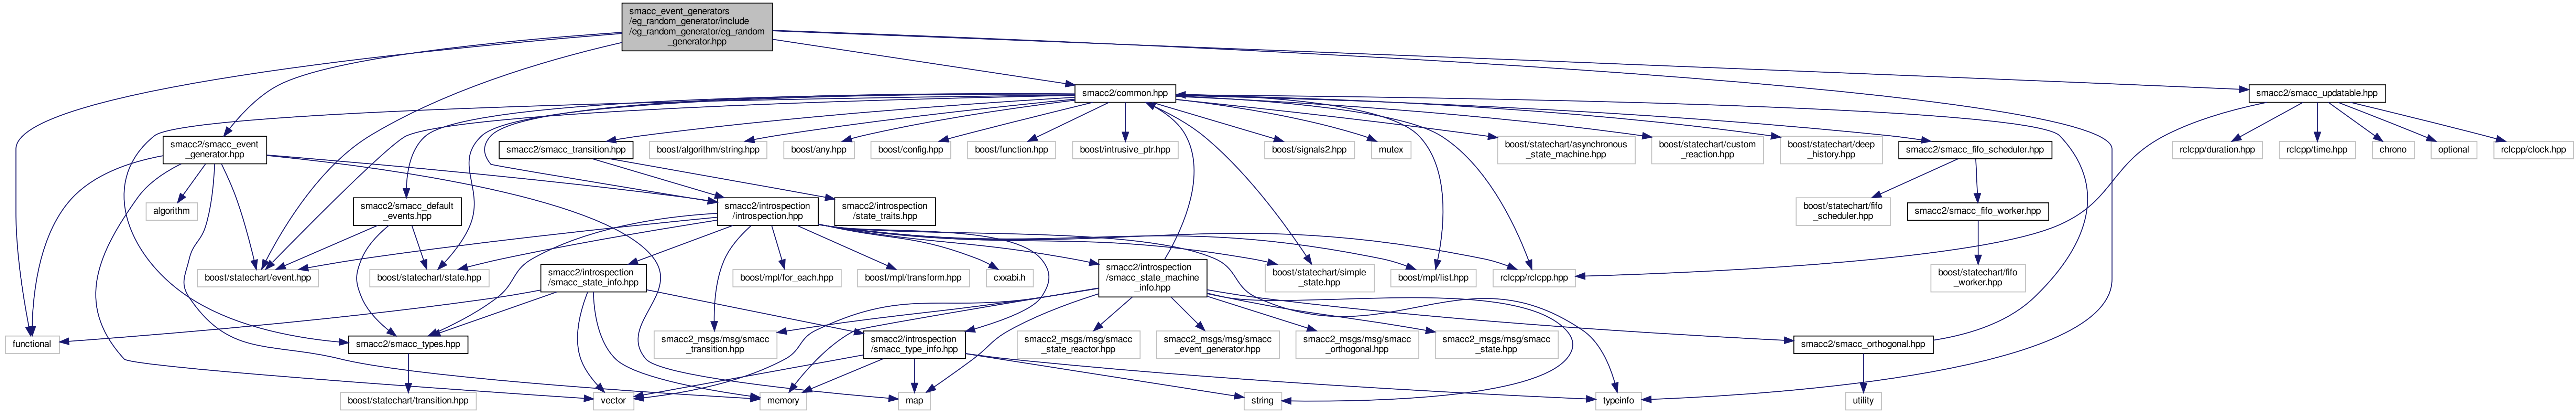 smacc_event_generators
/eg_random_generator/include
/eg_random_generator/eg_random
_generator.hpp
smacc2/common.hpp
smacc2/smacc_updatable.hpp
smacc2/smacc_event
_generator.hpp
smacc2/smacc_transition.hpp
boost/algorithm/string.hpp
boost/any.hpp
boost/config.hpp
boost/function.hpp
boost/intrusive_ptr.hpp
boost/signals2.hpp
mutex
boost/statechart/asynchronous
_state_machine.hpp
boost/statechart/custom
_reaction.hpp
boost/statechart/deep
_history.hpp
smacc2/smacc_fifo_scheduler.hpp
rclcpp/duration.hpp
rclcpp/time.hpp
chrono
optional
rclcpp/clock.hpp
algorithm
smacc2/smacc_default
_events.hpp
smacc2/introspection
/introspection.hpp
smacc2/introspection
/state_traits.hpp
boost/statechart/fifo
_scheduler.hpp
smacc2/smacc_fifo_worker.hpp
boost/statechart/event.hpp
boost/statechart/state.hpp
smacc2/introspection
/smacc_state_info.hpp
boost/mpl/for_each.hpp
boost/mpl/transform.hpp
cxxabi.h
smacc2/introspection
/smacc_state_machine
_info.hpp
boost/statechart/simple
_state.hpp
boost/mpl/list.hpp
rclcpp/rclcpp.hpp
boost/statechart/fifo
_worker.hpp
functional
smacc2/smacc_types.hpp
smacc2_msgs/msg/smacc
_transition.hpp
smacc2/introspection
/smacc_type_info.hpp
smacc2_msgs/msg/smacc
_state_reactor.hpp
smacc2_msgs/msg/smacc
_event_generator.hpp
smacc2_msgs/msg/smacc
_orthogonal.hpp
smacc2_msgs/msg/smacc
_state.hpp
smacc2/smacc_orthogonal.hpp
boost/statechart/transition.hpp
vector
memory
map
string
typeinfo
utility